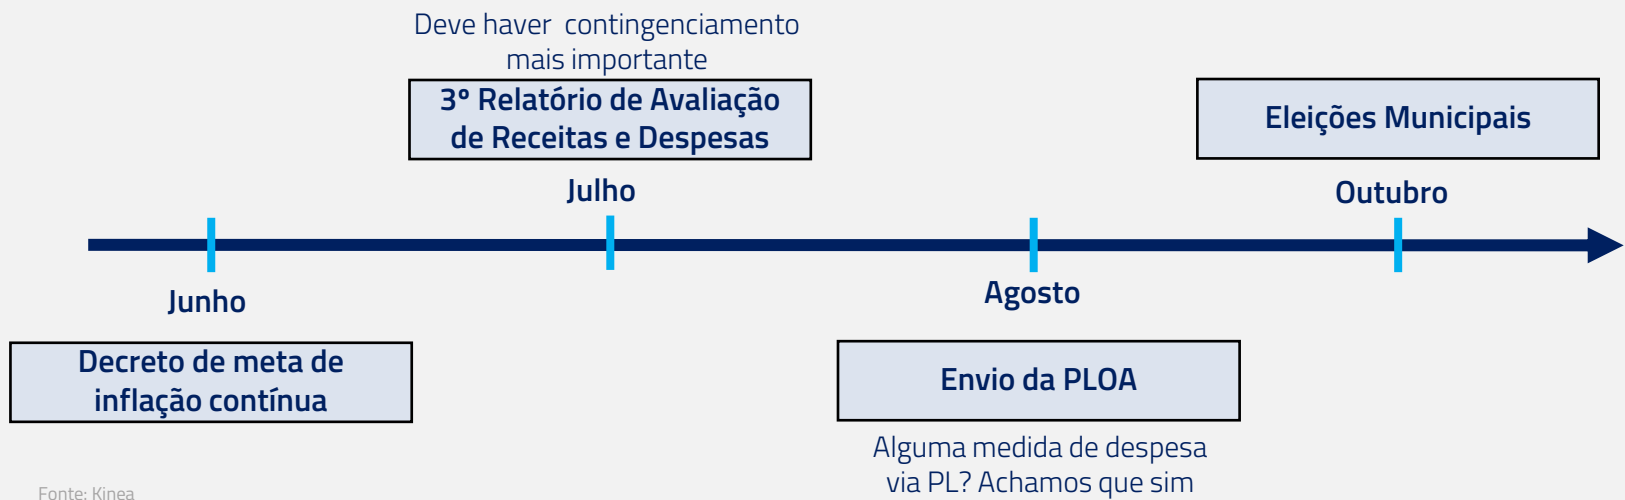 Deve haver contingenciamento
mais importante
3º Relatório de Avaliação
de Receitas e Despesas
Julho
Eleições Municipais
Outubro
Junho
Decreto de meta de
inflação contínua
Agosto
Envio da PLOA
Alguma medida de despesa
via PL? Achamos que sim
Fonte: Kinea